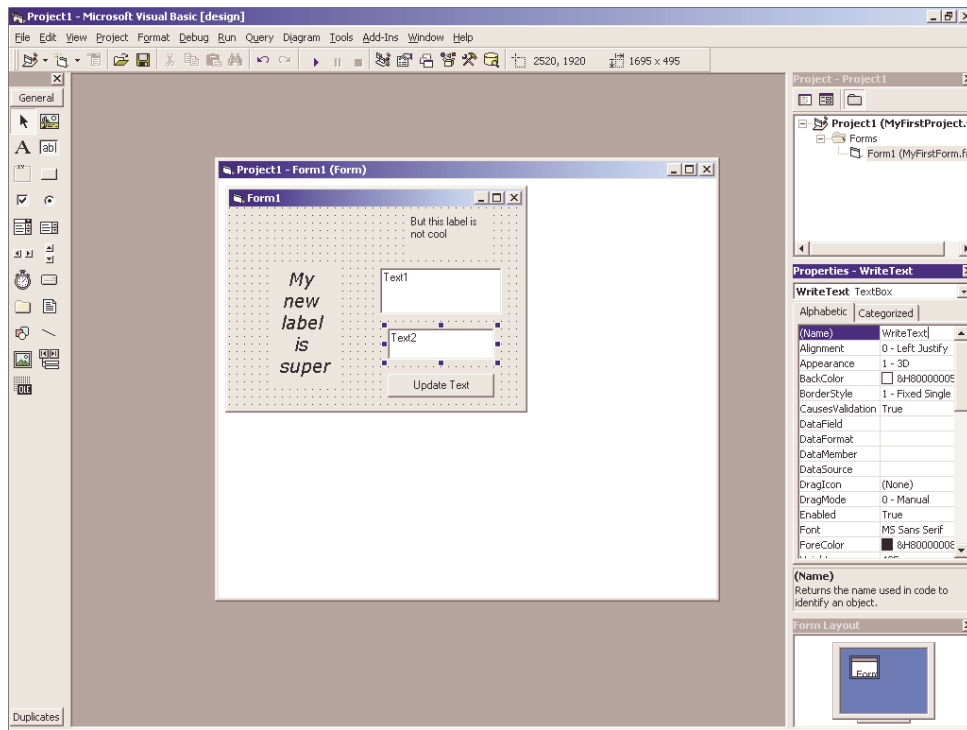 Project1 - Microsoft Visual Basic [design]
File Edit View Project Format Debug Run Query Diagram Tools Add-Ins Window Help
2520, 1920 1695 x 495
General
A ab|
XY
OLE
Duplicates
Project1 - Form1 (Form)
Form1
But this label is
not cool
My
new
label
is
super
Text1
Text2
Update Text
Project - Project1
Project1 (MyFirstProject.
Forms
Form1 (MyFirstForm.fr
Properties - WriteText
WriteText TextBox
Alphabetic Categorized
(Name) WriteText
Alignment 0 - Left Justify
Appearance 1 - 3D
BackColor &H80000005
BorderStyle 1 - Fixed Single
CausesValidation True
DataField
DataFormat
DataMember
DataSource
DragIcon (None)
DragMode 0 - Manual
Enabled True
Font MS Sans Serif
ForeColor &H80000008
(Name)
Returns the name used in code to
identify an object.
Form Layout
Form